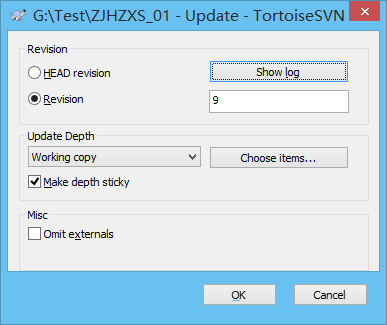 G:\Test\ZJHZXS_01 - Update - TortoiseSVN
Revision
HEAD revision
Show log
Revision
9
Update Depth
Working copy
Choose items...
Make depth sticky
Misc
Omit externals
OK
Cancel